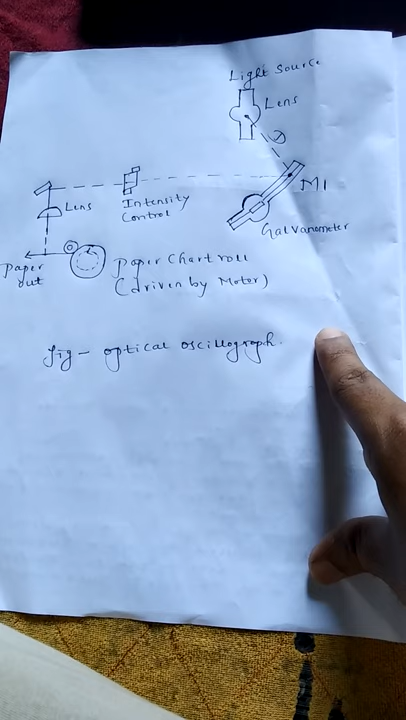 Light Source
Lens
M1
Lens
Intensity
Control
Galvanometer
Paper
out
paper Chart roll
(driven by Motor)
fig - optical oscillograph.